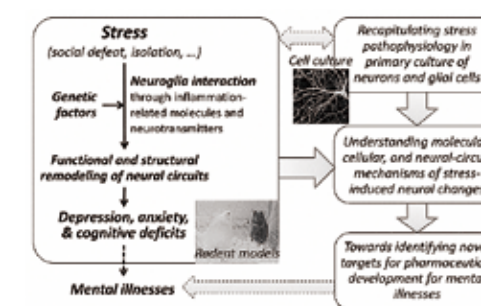 Stress
(social defeat, isolation, ...)
Neuroglia interaction
through inflammation-
related molecules and
neurotransmitters
Genetic
factors
Functional and structural
remodeling of neural circuits
Depression, anxiety,
& cognitive deficits
Rodent models
Mental illnesses
Cell culture
Recapitulating stress
pathophysiology in
primary culture of
neurons and glial cells
Understanding molecula
cellular, and neural-circu
mechanisms of stress-
induced neural changes
Towards identifying nov
targets for pharmaceutic
development for mental
illnesses